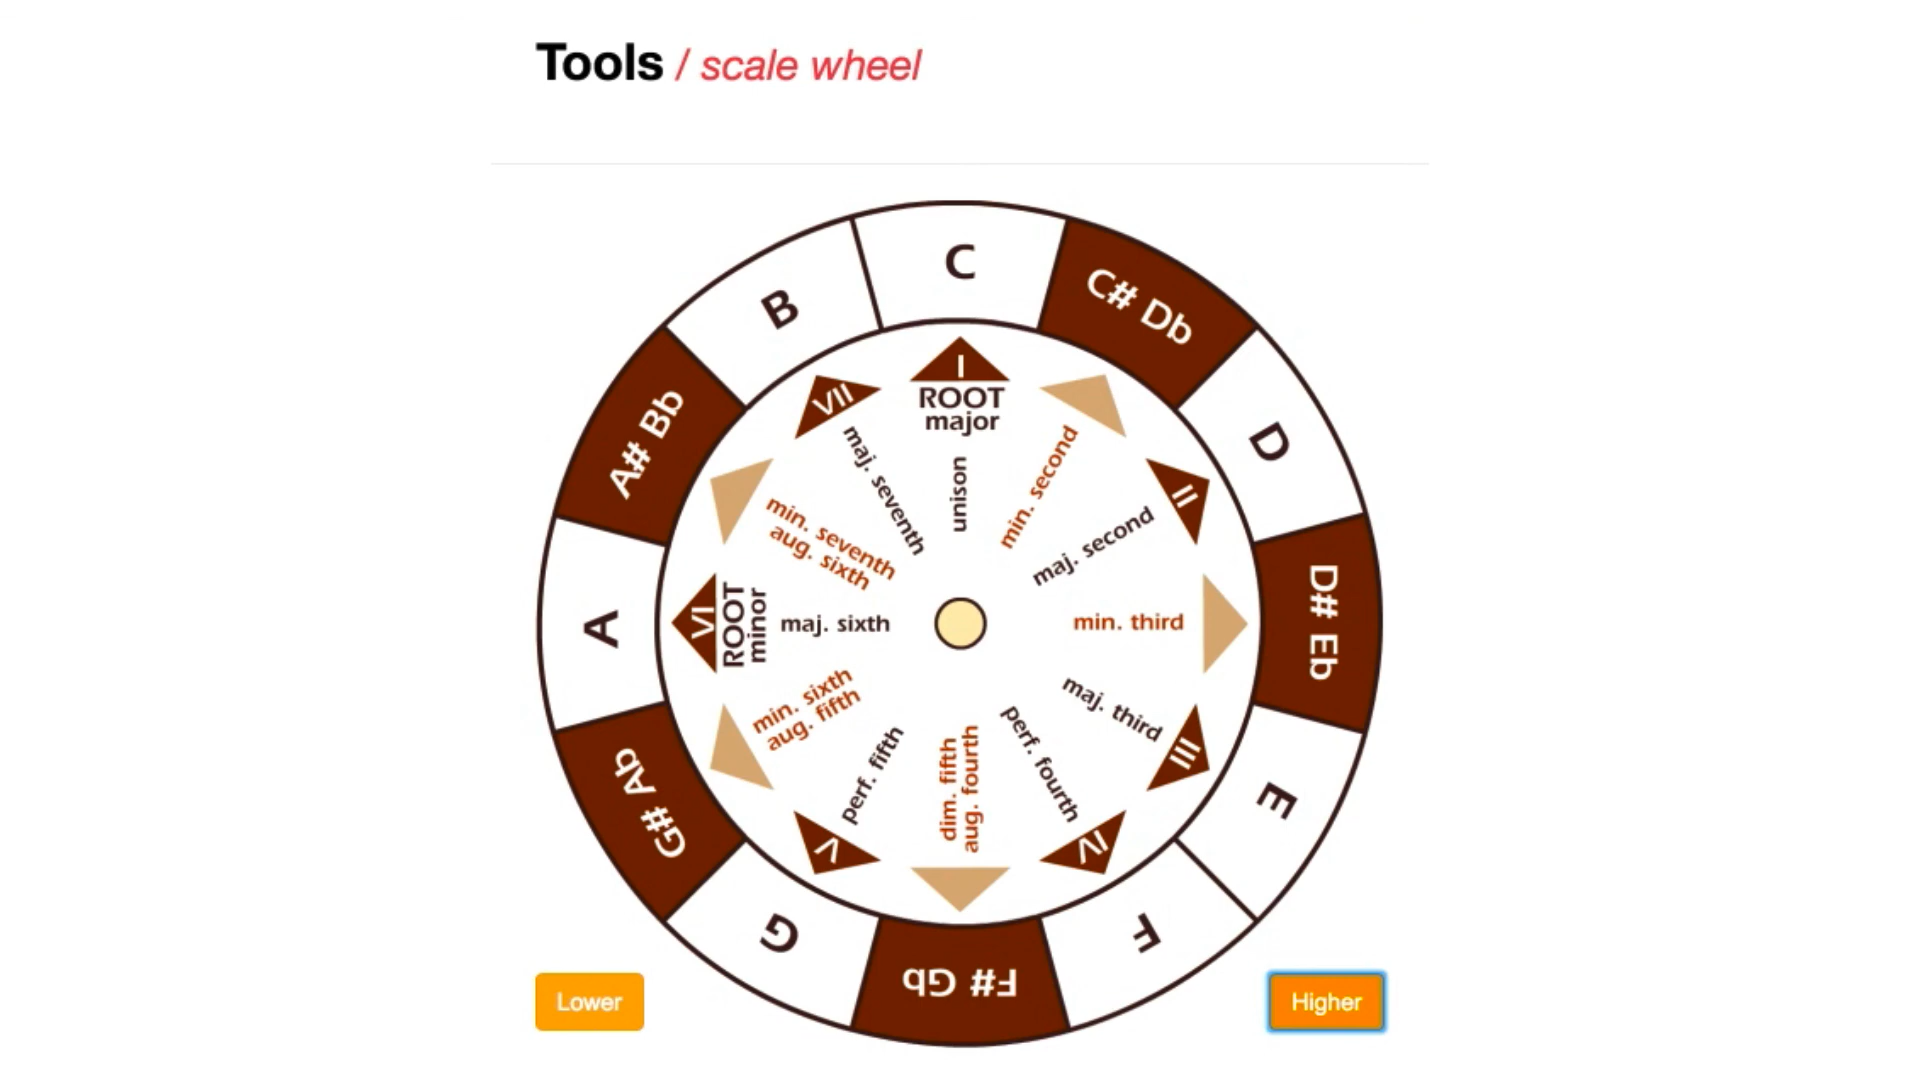 Tools / scale wheel
C
C# Db
D
D# Eb
E
F
F# Gb
G
G# Ab
A
A# Bb
B
I
ROOT
major
unison
min. second
II
maj. second
min. third
III
maj. third
IV
perf. fourth
dim. fifth
aug. fourth
V
perf. fifth
min. sixth
aug. fifth
VI
ROOT
minor
maj. sixth
min. seventh
aug. sixth
VII
maj. seventh
Lower
Higher